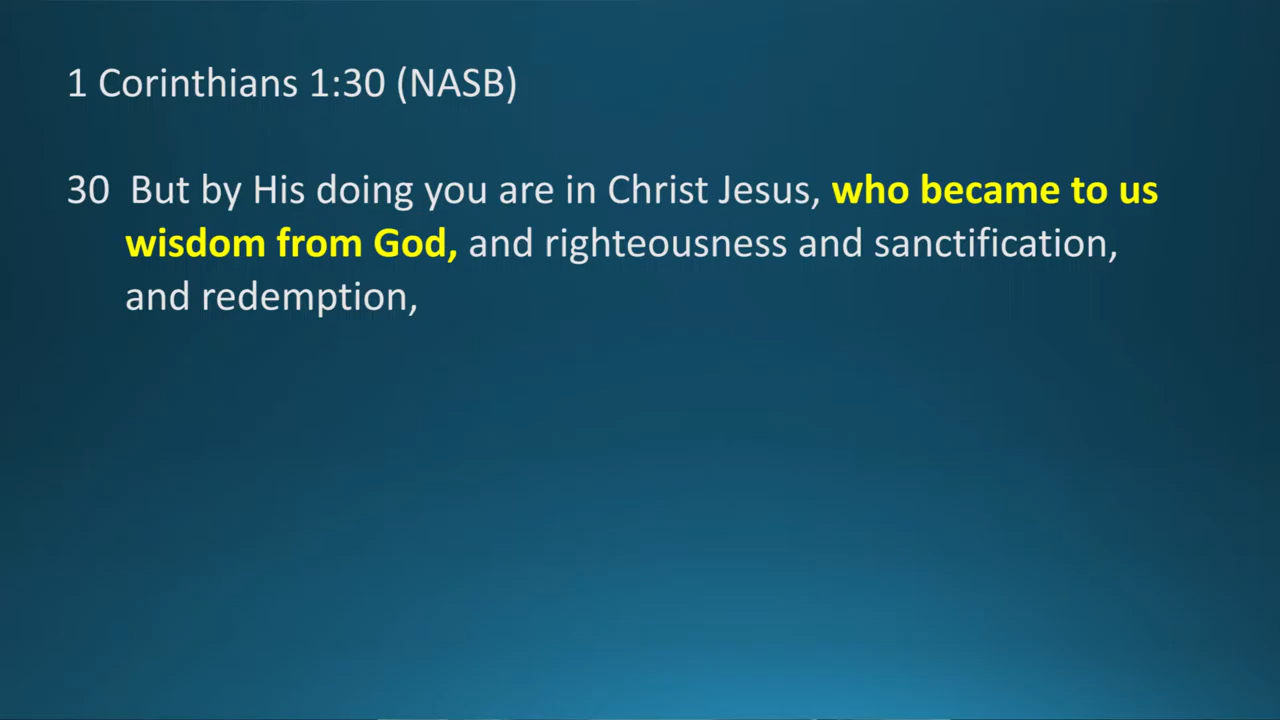 1 Corinthians 1:30 (NASB)
30 But by His doing you are in Christ Jesus, who became to us
wisdom from God, and righteousness and sanctification,
and redemption,